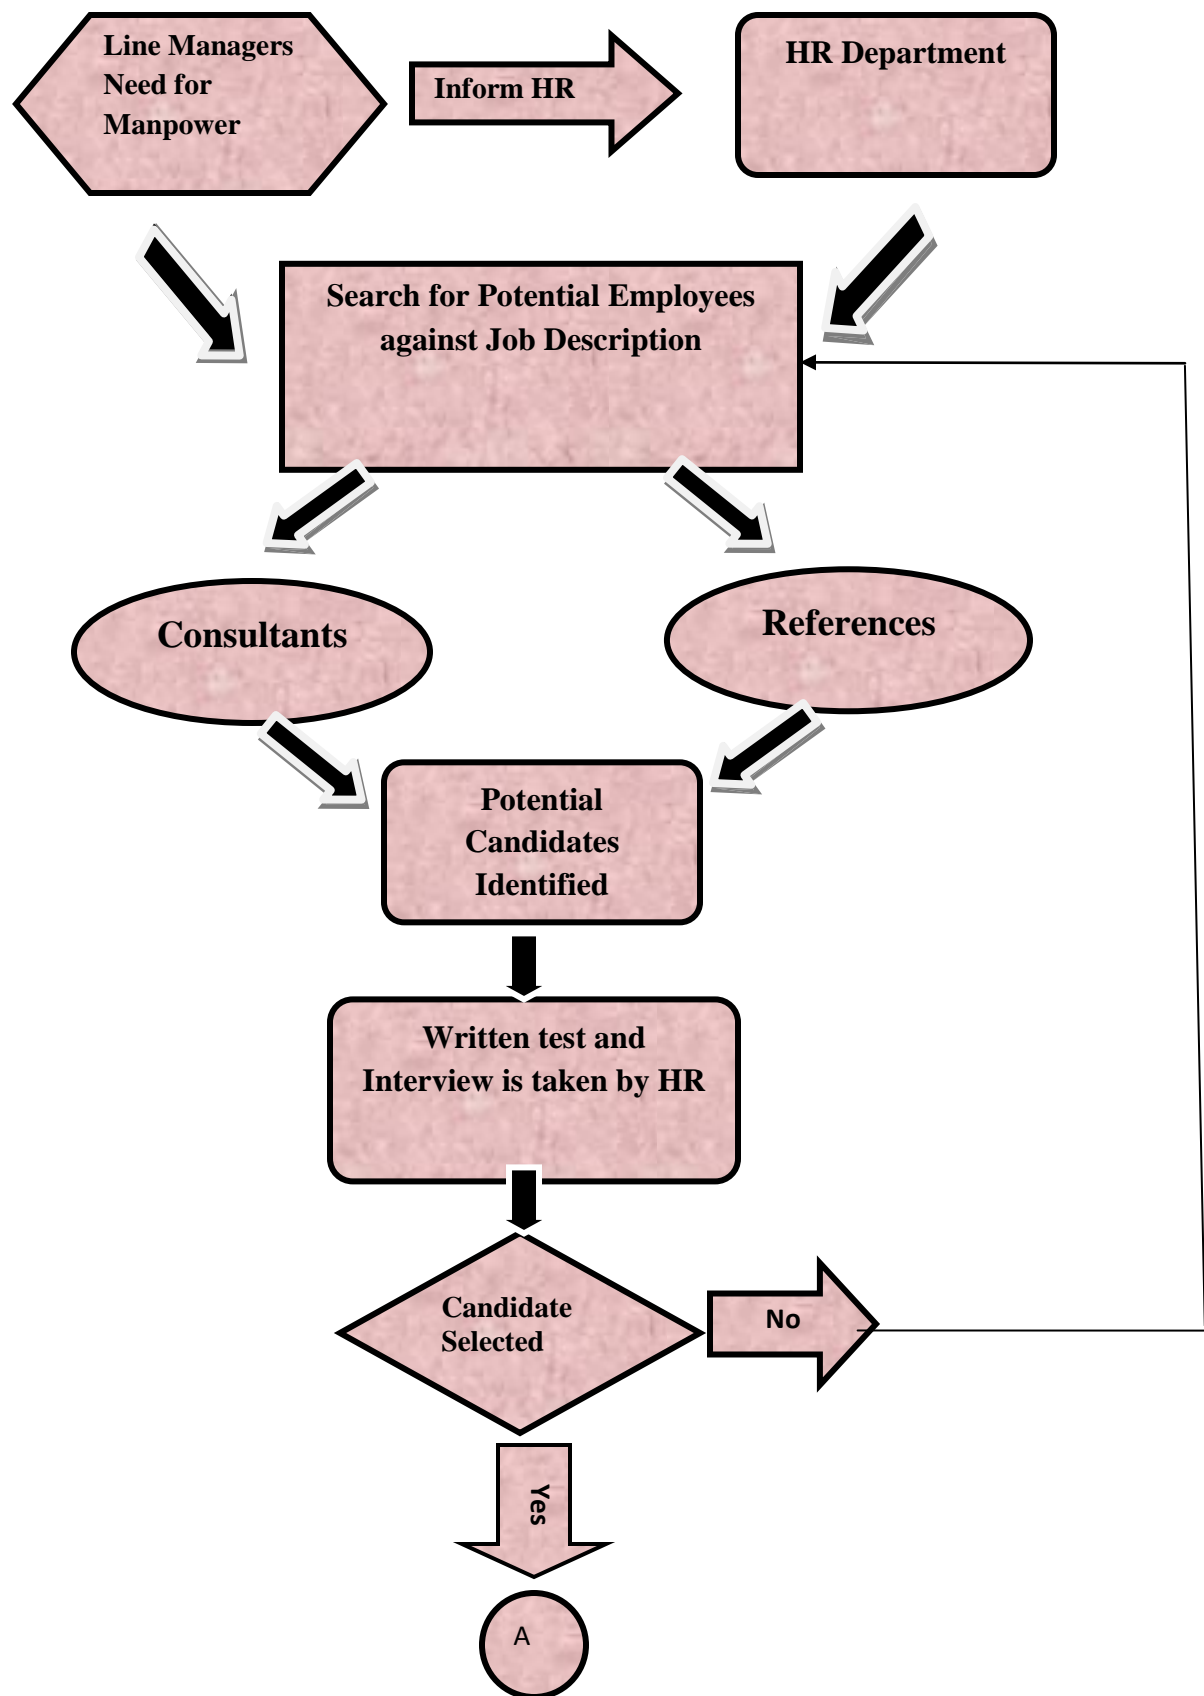 Line Managers
Need for
Manpower
Inform HR
HR Department
Search for Potential Employees
against Job Description
Consultants
References
Potential
Candidates
Identified
Written test and
Interview is taken by HR
Candidate
Selected
No
Yes
A